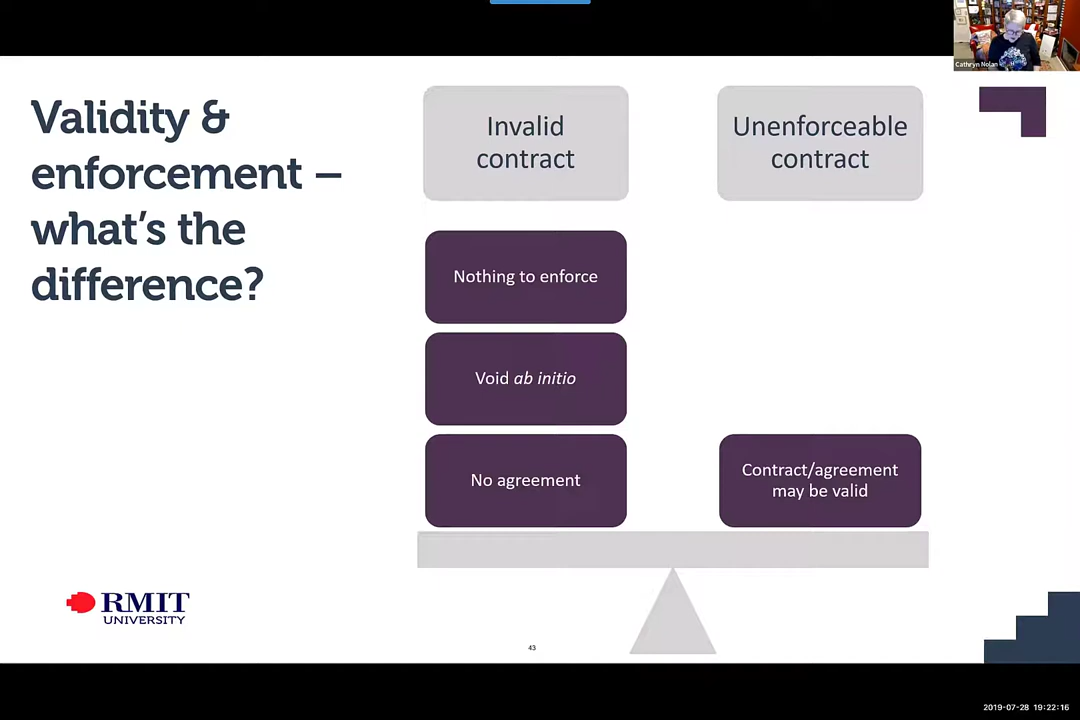 Cathryn Nolan
Validity &
enforcement –
what's the
difference?
Invalid
contract
Unenforceable
contract
Nothing to enforce
Void ab initio
No agreement
Contract/agreement
may be valid
RMIT
UNIVERSITY
43
2019-07-28 19:22:16